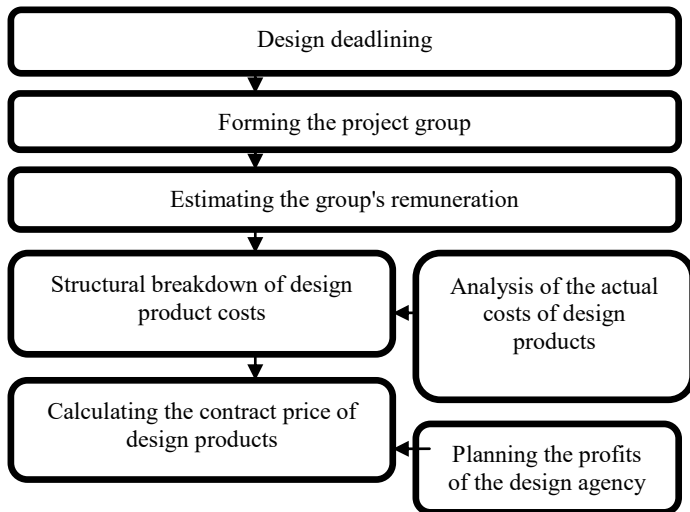 Design deadlining
Forming the project group
Estimating the group's remuneration
Structural breakdown of design
product costs
Analysis of the actual
costs of design
products
Calculating the contract price of
design products
Planning the profits
of the design agency